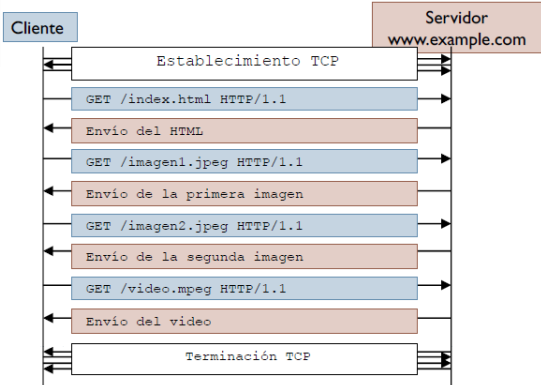 Cliente
Servidor
www.example.com
Establecimiento TCP
GET /index.html HTTP/1.1
Envío del HTML
GET /imagen1.jpeg HTTP/1.1
Envío de la primera imagen
GET /imagen2.jpeg HTTP/1.1
Envío de la segunda imagen
GET /video.mpeg HTTP/1.1
Envío del video
Terminación TCP